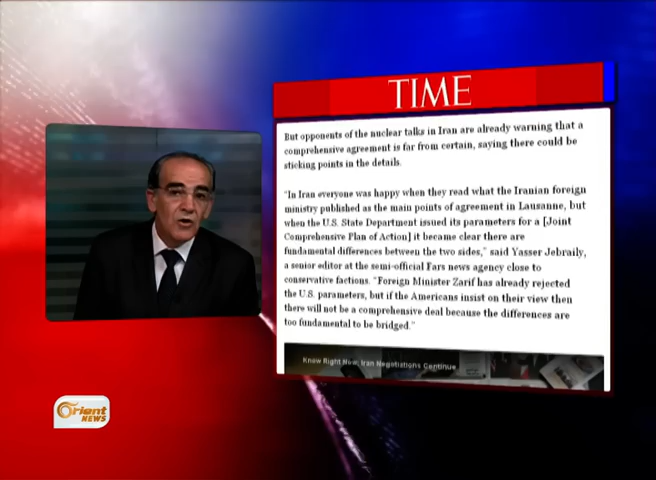 TIME
But opponents of the nuclear talks in Iran are already warning that a
comprehensive agreement is far from certain, saying there could be
sticking points in the details.
"In Iran everyone was happy when they read what the Iranian foreign
ministry published as the main points of agreement in Lausanne, but
when the U.S. State Department issued its parameters for a [Joint
Comprehensive Plan of Action] it became clear there are
fundamental differences between the two sides," said Yasser Jebraily,
a senior editor at the semi-official Fars news agency close to
conservative factions. "Foreign Minister Zarif has already rejected
the U.S. parameters, but if the Americans insist on their view then
there will not be a comprehensive deal because the differences are
too fundamental to be bridged."
Know Right Now: Iran Negotiations Continue
Orient
NEWS